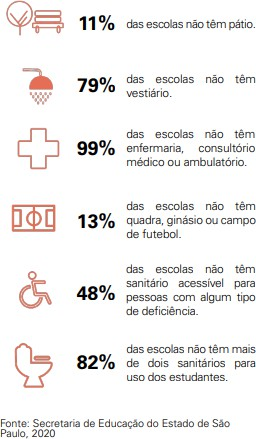 11% das escolas não têm pátio.
79% das escolas não têm
vestiário.
99% das escolas não têm
enfermaria, consultório
médico ou ambulatório.
13% das escolas não têm
quadra, ginásio ou campo
de futebol.
48% das escolas não têm
sanitário acessível para
pessoas com algum tipo
de deficiência.
82% das escolas não têm mais
de dois sanitários para
uso dos estudantes.
Fonte: Secretaria de Educação do Estado de São
Paulo, 2020